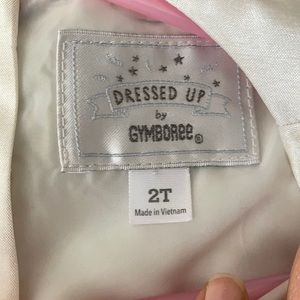 DRESSED UP
by
GYMBOREE®
2T
Made in Vietnam